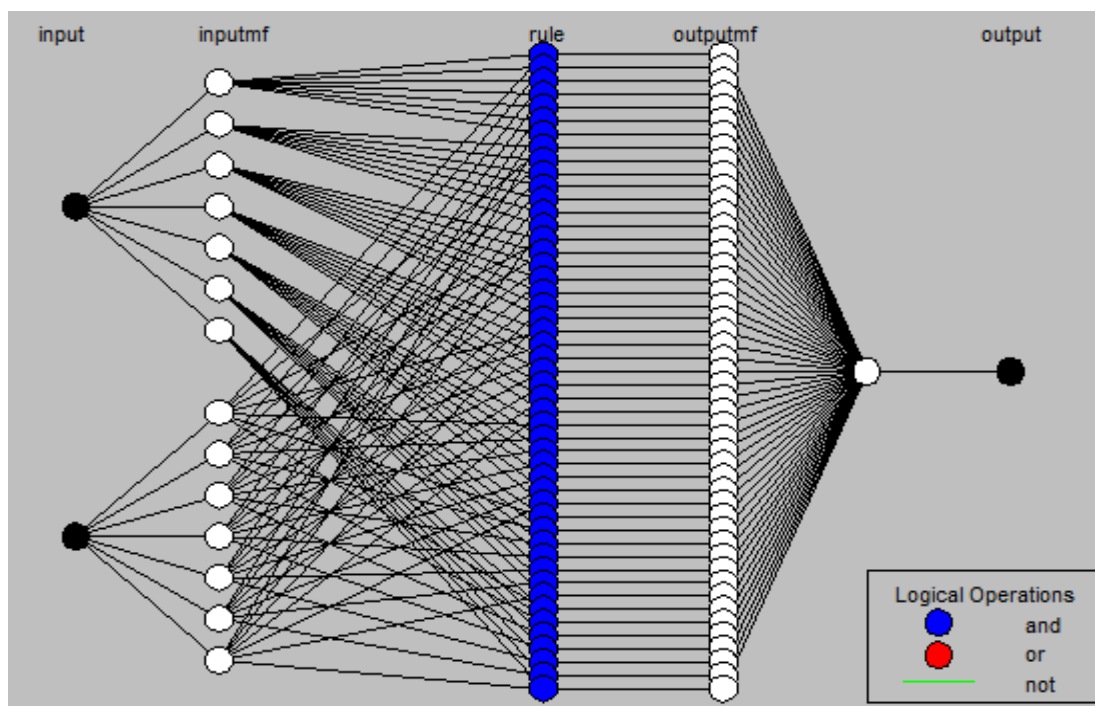 input inputmf rule outputmf output
Logical Operations
and
or
not